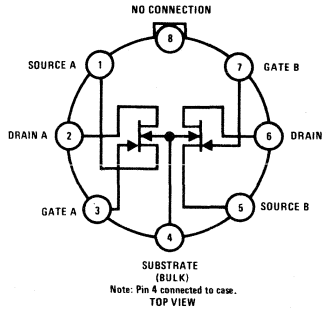 NO CONNECTION
8
SOURCE A
1
7
GATE B
DRAIN A
2
6
DRAIN
GATE A
3
5
SOURCE B
4
SUBSTRATE
(BULK)
Note: Pin 4 connected to case.
TOP VIEW